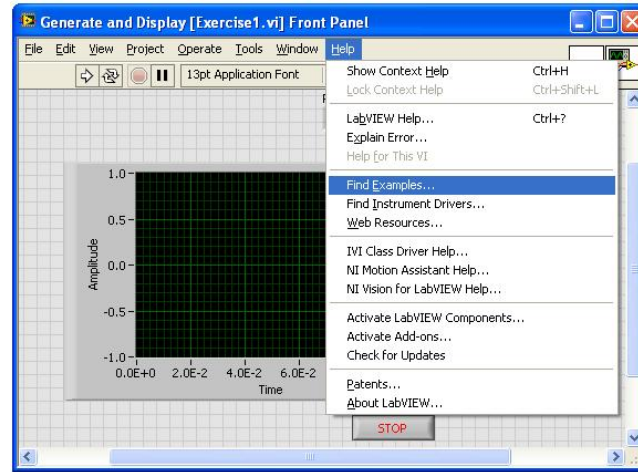 Generate and Display [Exercise1.vi] Front Panel
File Edit View Project Operate Tools Window Help
13pt Application Font
Show Context Help Ctrl+H
Lock Context Help Ctrl+Shift+L
LabVIEW Help... Ctrl+?
Explain Error...
Help for This VI
Find Examples...
Find Instrument Drivers...
Web Resources...
IVI Class Driver Help...
NI Motion Assistant Help...
NI Vision for LabVIEW Help...
Activate LabVIEW Components...
Activate Add-ons...
Check for Updates
Patents...
About LabVIEW...
1.0
0.5
0.0
-0.5
-1.0
Amplitude
0.0E+0 2.0E-2 4.0E-2 6.0E-2
Time
STOP